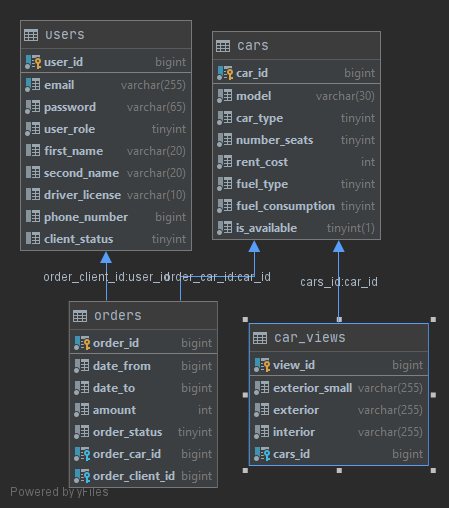 users
user_id bigint
email varchar(255)
password varchar(65)
user_role tinyint
first_name varchar(20)
second_name varchar(20)
driver_license varchar(10)
phone_number bigint
client_status tinyint
cars
car_id bigint
model varchar(30)
car_type tinyint
number_seats tinyint
rent_cost int
fuel_type tinyint
fuel_consumption tinyint
is_available tinyint(1)
order_client_id:user_id
order_car_id:car_id
cars_id:car_id
orders
order_id bigint
date_from bigint
date_to bigint
amount int
order_status tinyint
order_car_id bigint
order_client_id bigint
car_views
view_id bigint
exterior_small varchar(255)
exterior varchar(255)
interior varchar(255)
cars_id bigint
Powered by yFiles